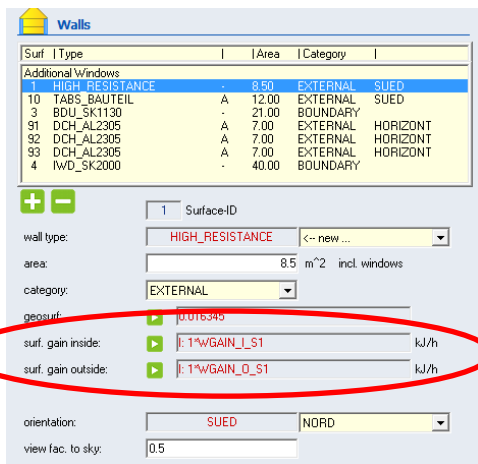 Walls
Surf | Type | | Area | Category |
Additional Windows
1 HIGH_RESISTANCE - 8.50 EXTERNAL SUED
10 TABS_BAUTEIL A 12.00 EXTERNAL SUED
3 BDU_SK1130 - 21.00 BOUNDARY
91 DCH_AL2305 A 7.00 EXTERNAL HORIZONT
92 DCH_AL2305 A 7.00 EXTERNAL HORIZONT
93 DCH_AL2305 A 7.00 EXTERNAL HORIZONT
4 IWD_SK2000 - 40.00 BOUNDARY
1 Surface-ID
wall type: HIGH_RESISTANCE <-- new ...
area: 8.5 m^2 incl. windows
category: EXTERNAL
geosurf: 0.016345
surf. gain inside: I: 1*WGAIN_I_S1 kJ/h
surf. gain outside: I: 1*WGAIN_O_S1 kJ/h
orientation: SUED NORD
view fac. to sky: 0.5